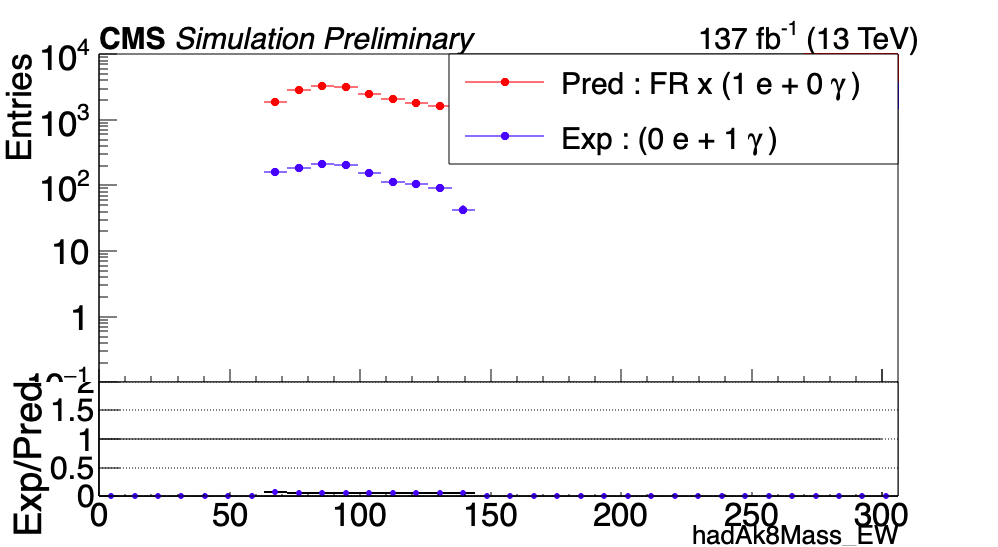 CMS Simulation Preliminary 137 fb⁻¹ (13 TeV)
Entries
10⁴
10³
10²
10
1
10⁻¹
Pred : FR x (1 e + 0 γ)
Exp : (0 e + 1 γ)
Exp/Pred.
2
1.5
1
0.5
0
0 50 100 150 200 250 300
hadAk8Mass_EW